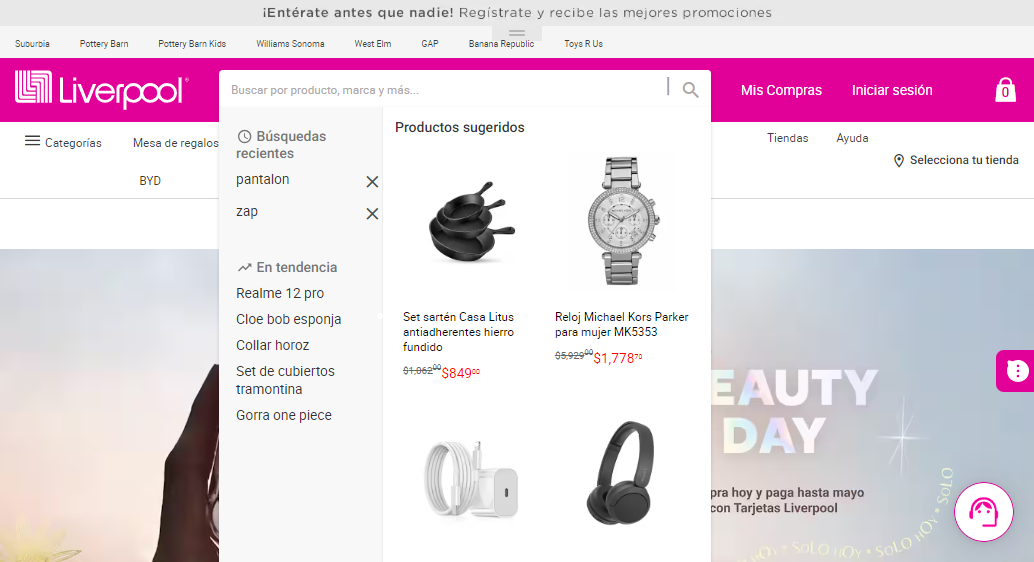 ¡Entérate antes que nadie! Regístrate y recibe las mejores promociones
Suburbia Pottery Barn Pottery Barn Kids Williams Sonoma West Elm GAP Banana Republic Toys R Us
Liverpool
Buscar por producto, marca y más...
Mis Compras Iniciar sesión 0
Categorías Mesa de regalos Tiendas Ayuda
Selecciona tu tienda
BYD
Búsquedas
recientes
pantalon
zap
En tendencia
Realme 12 pro
Cloe bob esponja
Collar horoz
Set de cubiertos
tramontina
Gorra one piece
Productos sugeridos
Set sartén Casa Litus
antiadherentes hierro
fundido
$1,062.00 $849.00
Reloj Michael Kors Parker
para mujer MK5353
$5,929.00 $1,778.70
EAUTY
DAY
pra hoy y paga hasta mayo
con Tarjetas Liverpool
HOY • SoLO HOY • SoLO